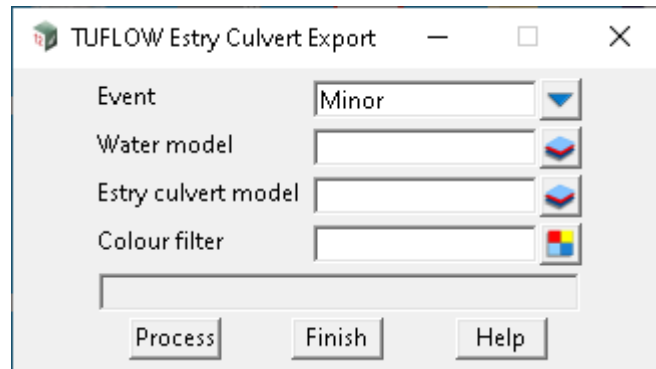 TUFLOW Estry Culvert Export
Event Minor
Water model
Estry culvert model
Colour filter
Process Finish Help